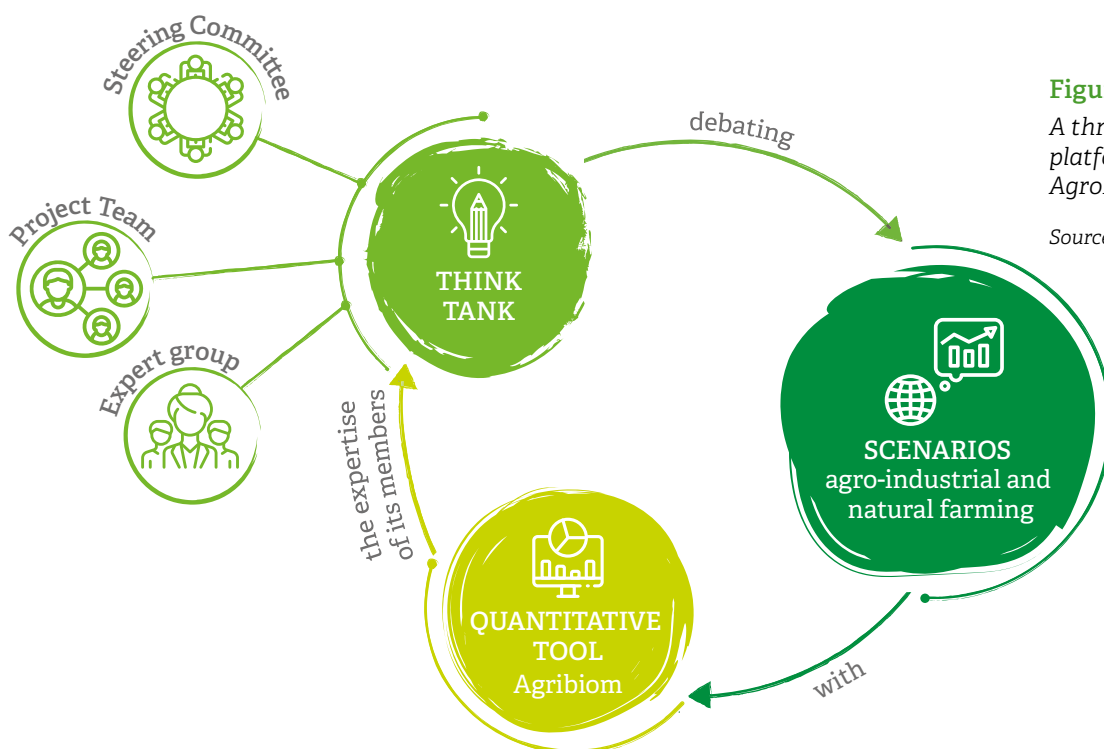 Steering Committee
Project Team
Expert group
THINK
TANK
debating
SCENARIOS
agro-industrial and
natural farming
with
QUANTITATIVE
TOOL
Agribiom
the expertise
of its members
Figu
A thr
platf
Agro
Source